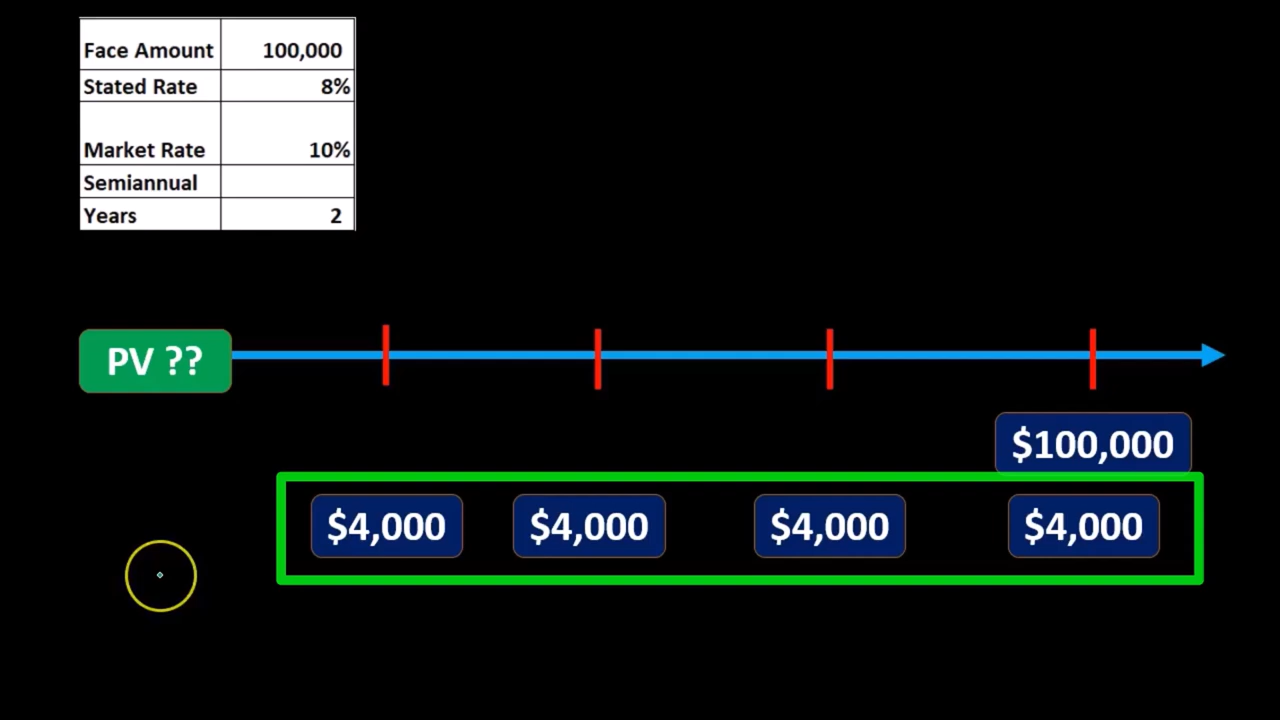 Face Amount 100,000
Stated Rate 8%
Market Rate 10%
Semiannual
Years 2
PV ??
$100,000
$4,000 $4,000 $4,000 $4,000